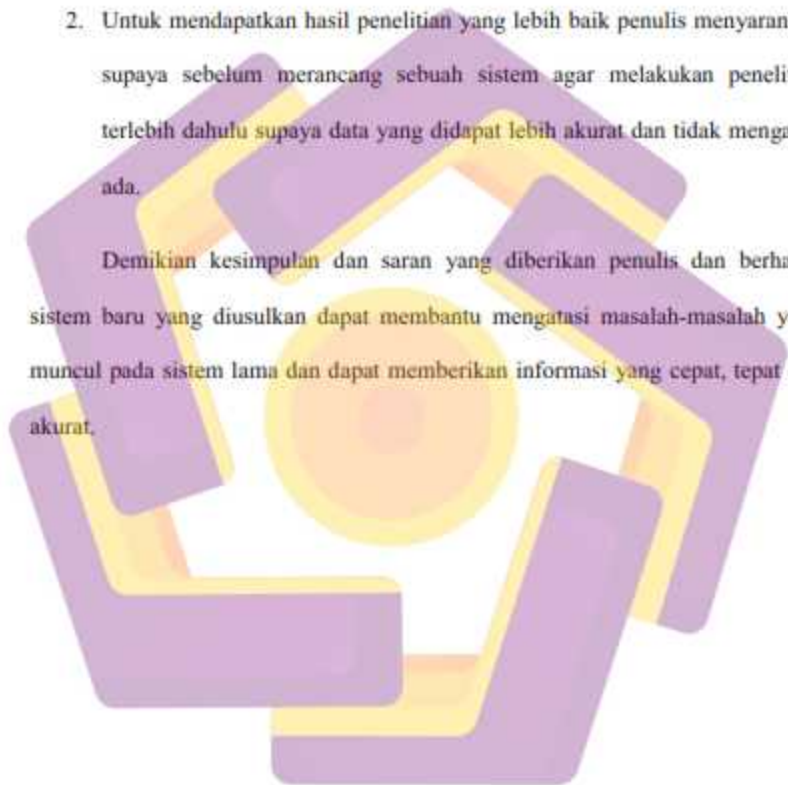 2. Untuk mendapatkan hasil penelitian yang lebih baik penulis menyaran
supaya sebelum merancang sebuah sistem agar melakukan penelit
terlebih dahulu supaya data yang didapat lebih akurat dan tidak menga
ada.
Demikian kesimpulan dan saran yang diberikan penulis dan berha
sistem baru yang diusulkan dapat membantu mengatasi masalah-masalah y
muncul pada sistem lama dan dapat memberikan informasi yang cepat, tepat
akurat.